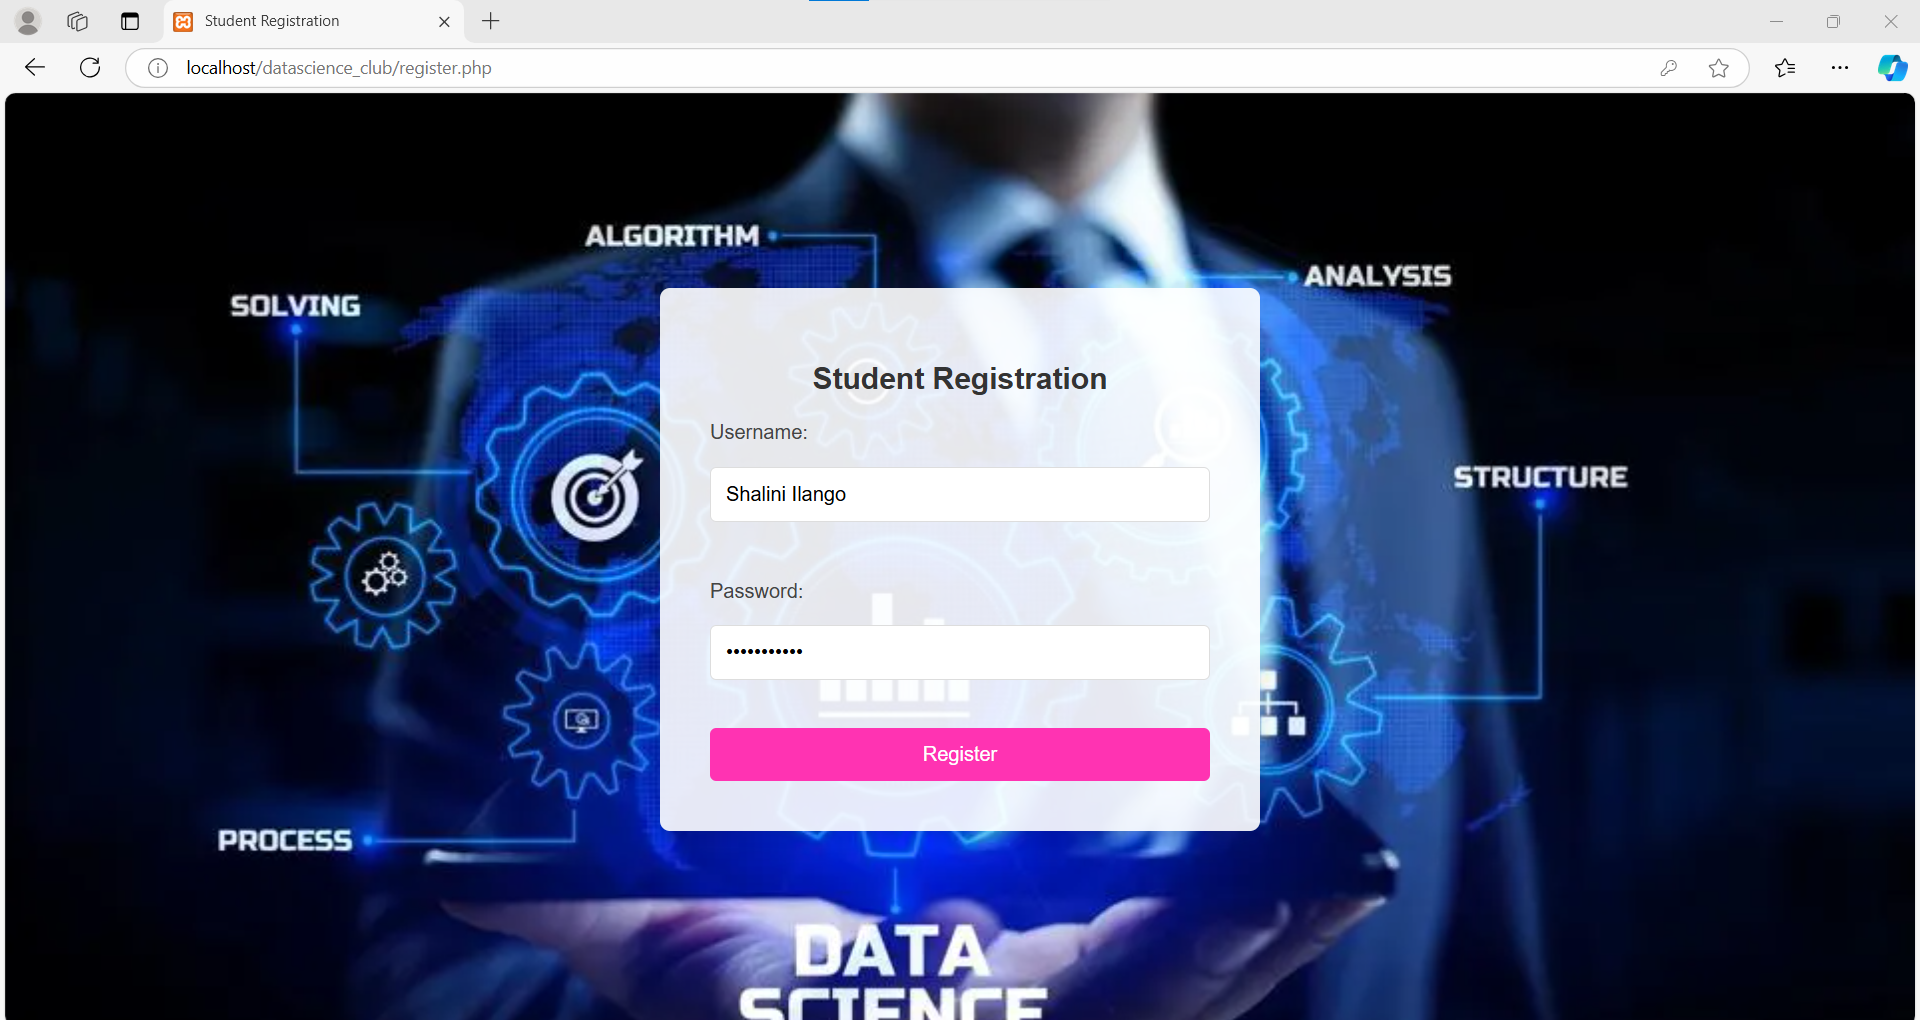 Student Registration
localhost/datascience_club/register.php
ALGORITHM
ANALYSIS
SOLVING
Student Registration
Username:
Shalini Ilango
STRUCTURE
Password:
•••••••••••
Register
PROCESS
DATA
SCIENCE